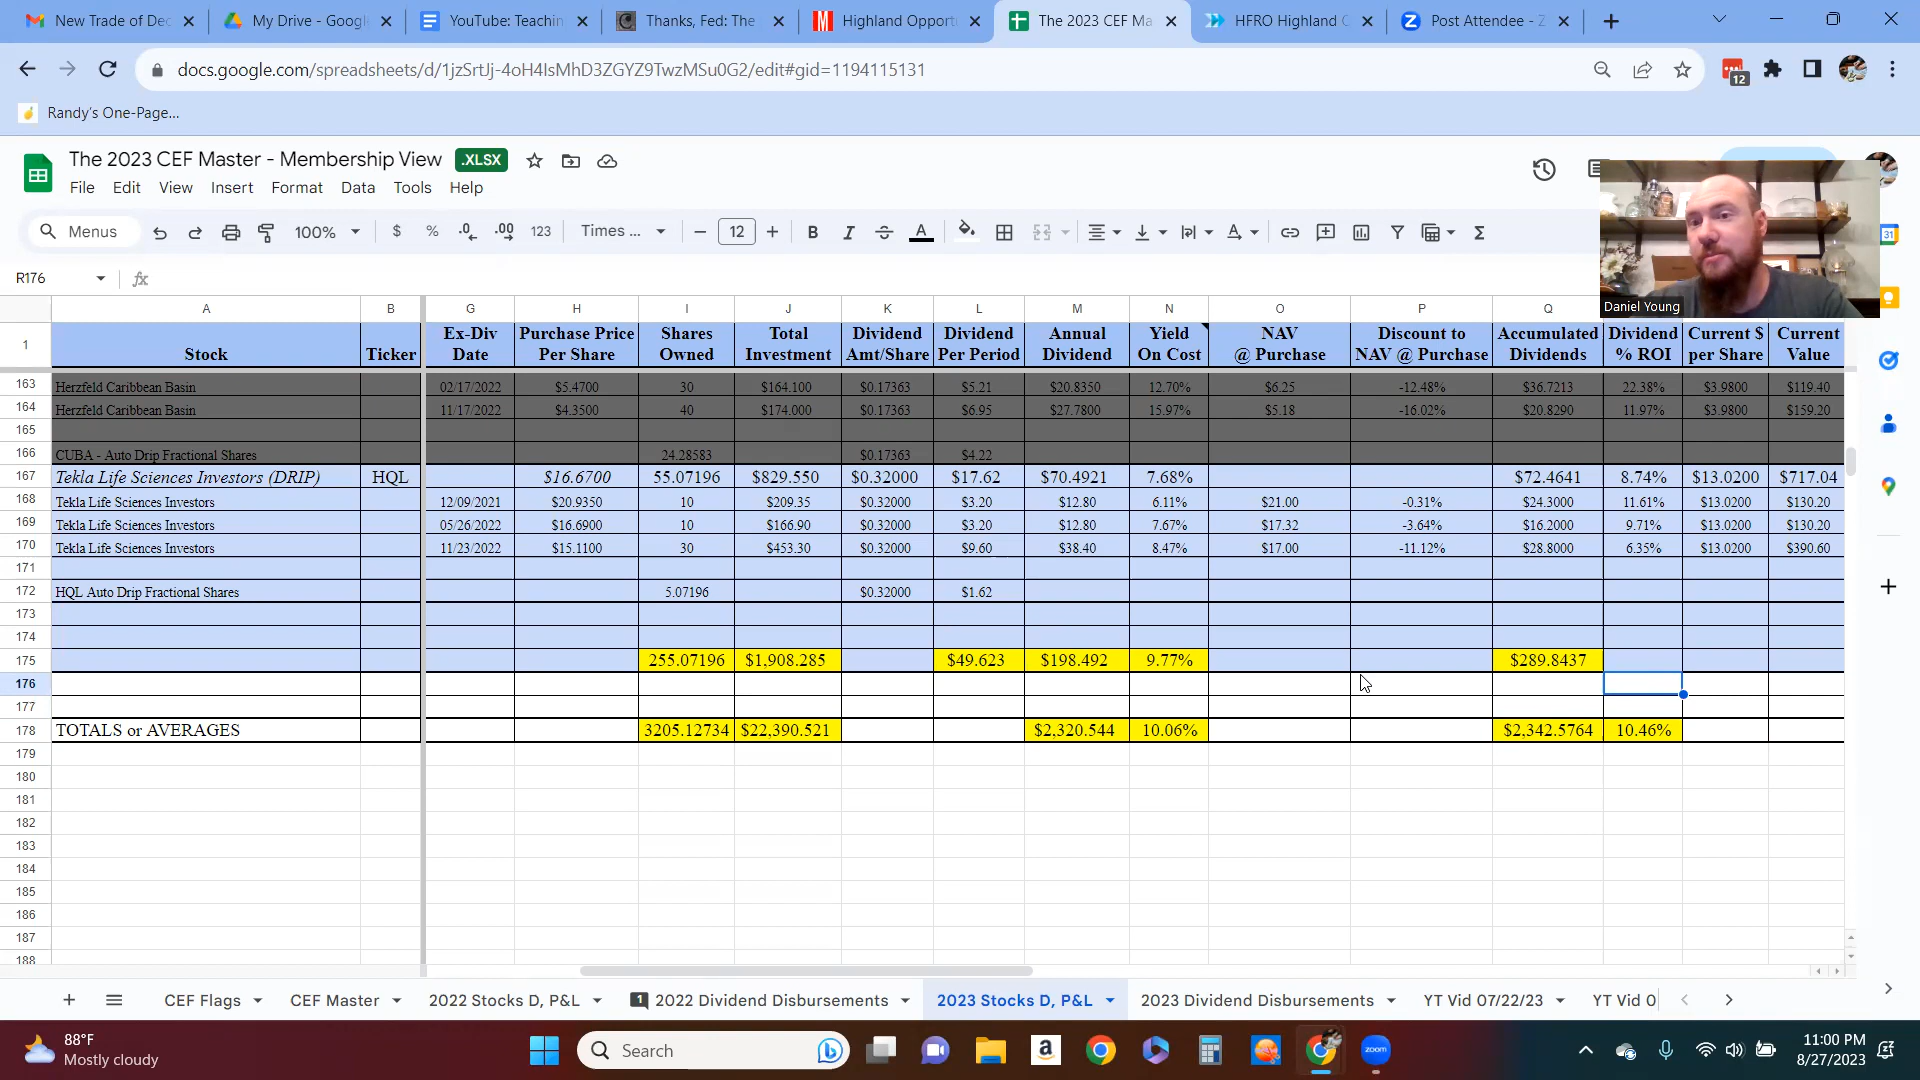 New Trade of Dec
My Drive - Google
YouTube: Teachin
Thanks, Fed: The
Highland Opport
The 2023 CEF Ma
HFRO Highland
Post Attendee - Z
docs.google.com/spreadsheets/d/1jzSrtJj-4oH4IsMhD3ZGYZ9TwzMSu0G2/edit#gid=1194115131
12
Randy's One-Page...
The 2023 CEF Master - Membership View .XLSX
File Edit View Insert Format Data Tools Help
Menus 100% $ % .0 .00 123 Times ... 12 B I A
31
R176 fx
Daniel Young
A B G H I J K L M N O P Q
1 Stock Ticker Ex-Div Date Purchase Price Per Share Shares Owned Total Investment Dividend Amt/Share Dividend Per Period Annual Dividend Yield On Cost NAV @ Purchase Discount to NAV @ Purchase Accumulated Dividends Dividend % ROI Current $ per Share Current Value
163 Herzfeld Caribbean Basin 02/17/2022 $5.4700 30 $164.100 $0.17363 $5.21 $20.8350 12.70% $6.25 -12.48% $36.7213 22.38% $3.9800 $119.40
164 Herzfeld Caribbean Basin 11/17/2022 $4.3500 40 $174.000 $0.17363 $6.95 $27.7800 15.97% $5.18 -16.02% $20.8290 11.97% $3.9800 $159.20
165
166 CUBA - Auto Drip Fractional Shares 24.28583 $0.17363 $4.22
167 Tekla Life Sciences Investors (DRIP) HQL $16.6700 55.07196 $829.550 $0.32000 $17.62 $70.4921 7.68% $72.4641 8.74% $13.0200 $717.04
168 Tekla Life Sciences Investors 12/09/2021 $20.9350 10 $209.35 $0.32000 $3.20 $12.80 6.11% $21.00 -0.31% $24.3000 11.61% $13.0200 $130.20
169 Tekla Life Sciences Investors 05/26/2022 $16.6900 10 $166.90 $0.32000 $3.20 $12.80 7.67% $17.32 -3.64% $16.2000 9.71% $13.0200 $130.20
170 Tekla Life Sciences Investors 11/23/2022 $15.1100 30 $453.30 $0.32000 $9.60 $38.40 8.47% $17.00 -11.12% $28.8000 6.35% $13.0200 $390.60
171
172 HQL Auto Drip Fractional Shares 5.07196 $0.32000 $1.62
173
174
175 255.07196 $1,908.285 $49.623 $198.492 9.77% $289.8437
176
177
178 TOTALS or AVERAGES 3205.12734 $22,390.521 $2,320.544 10.06% $2,342.5764 10.46%
179
180
181
182
183
184
185
186
187
188
CEF Flags CEF Master 2022 Stocks D, P&L 1 2022 Dividend Disbursements 2023 Stocks D, P&L 2023 Dividend Disbursements YT Vid 07/22/23 YT Vid 0
88°F
Mostly cloudy
Search
a
zoom
11:00 PM
8/27/2023